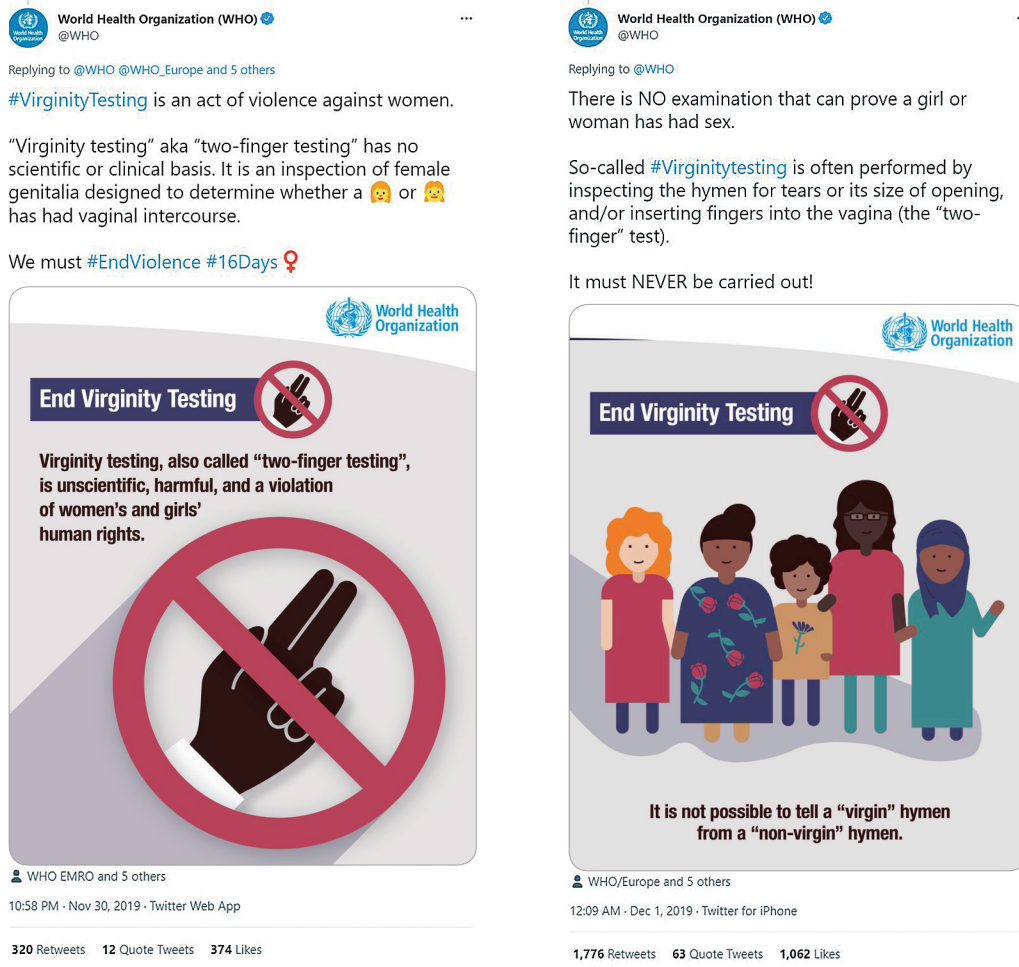 World Health Organization (WHO)
@WHO
Replying to @WHO @WHO_Europe and 5 others
#VirginityTesting is an act of violence against women.
“Virginity testing” aka “two-finger testing” has no
scientific or clinical basis. It is an inspection of female
genitalia designed to determine whether a 👩 or 👧
has had vaginal intercourse.
We must #EndViolence #16Days ♀
World Health
Organization
End Virginity Testing
Virginity testing, also called “two-finger testing”,
is unscientific, harmful, and a violation
of women’s and girls’
human rights.
WHO EMRO and 5 others
10:58 PM · Nov 30, 2019 · Twitter Web App
320 Retweets 12 Quote Tweets 374 Likes
World Health Organization (WHO)
@WHO
Replying to @WHO
There is NO examination that can prove a girl or
woman has had sex.
So-called #Virginitytesting is often performed by
inspecting the hymen for tears or its size of opening,
and/or inserting fingers into the vagina (the “two-
finger” test).
It must NEVER be carried out!
World Health
Organization
End Virginity Testing
It is not possible to tell a “virgin” hymen
from a “non-virgin” hymen.
WHO/Europe and 5 others
12:09 AM · Dec 1, 2019 · Twitter for iPhone
1,776 Retweets 63 Quote Tweets 1,062 Likes